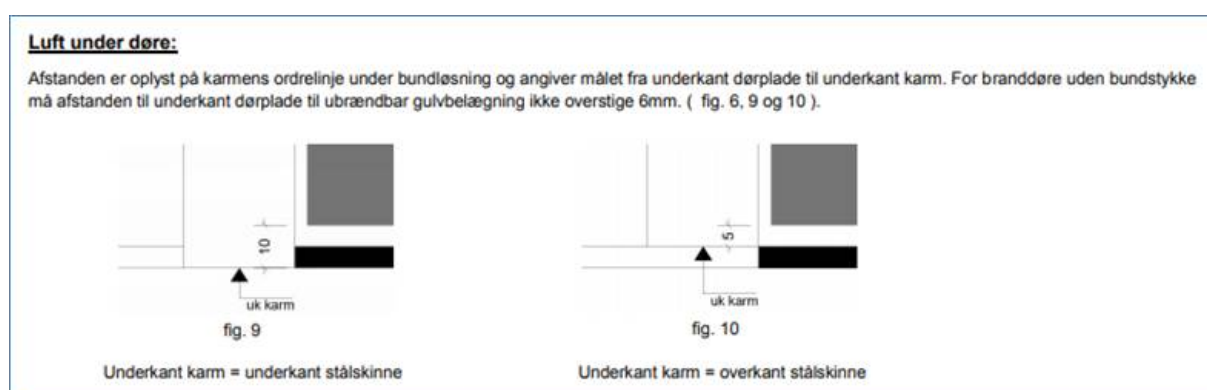 Luft under døre:
Afstanden er oplyst på karmens ordrelinje under bundløsning og angiver målet fra underkant dørplade til underkant karm. For branddøre uden bundstykke
må afstanden til underkant dørplade til ubrændbar gulvbelægning ikke overstige 6mm. ( fig. 6, 9 og 10 ).
10
uk karm
fig. 9
Underkant karm = underkant stålskinne
5
uk karm
fig. 10
Underkant karm = overkant stålskinne